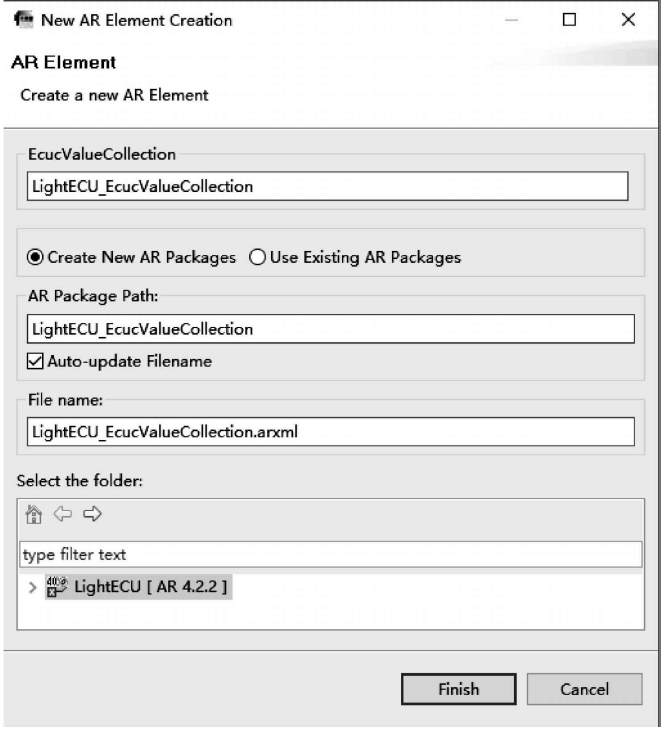 New AR Element Creation
AR Element
Create a new AR Element
EcucValueCollection
LightECU_EcucValueCollection
Create New AR Packages Use Existing AR Packages
AR Package Path:
LightECU_EcucValueCollection
Auto-update Filename
File name:
LightECU_EcucValueCollection.arxml
Select the folder:
type filter text
LightECU [ AR 4.2.2 ]
Finish Cancel